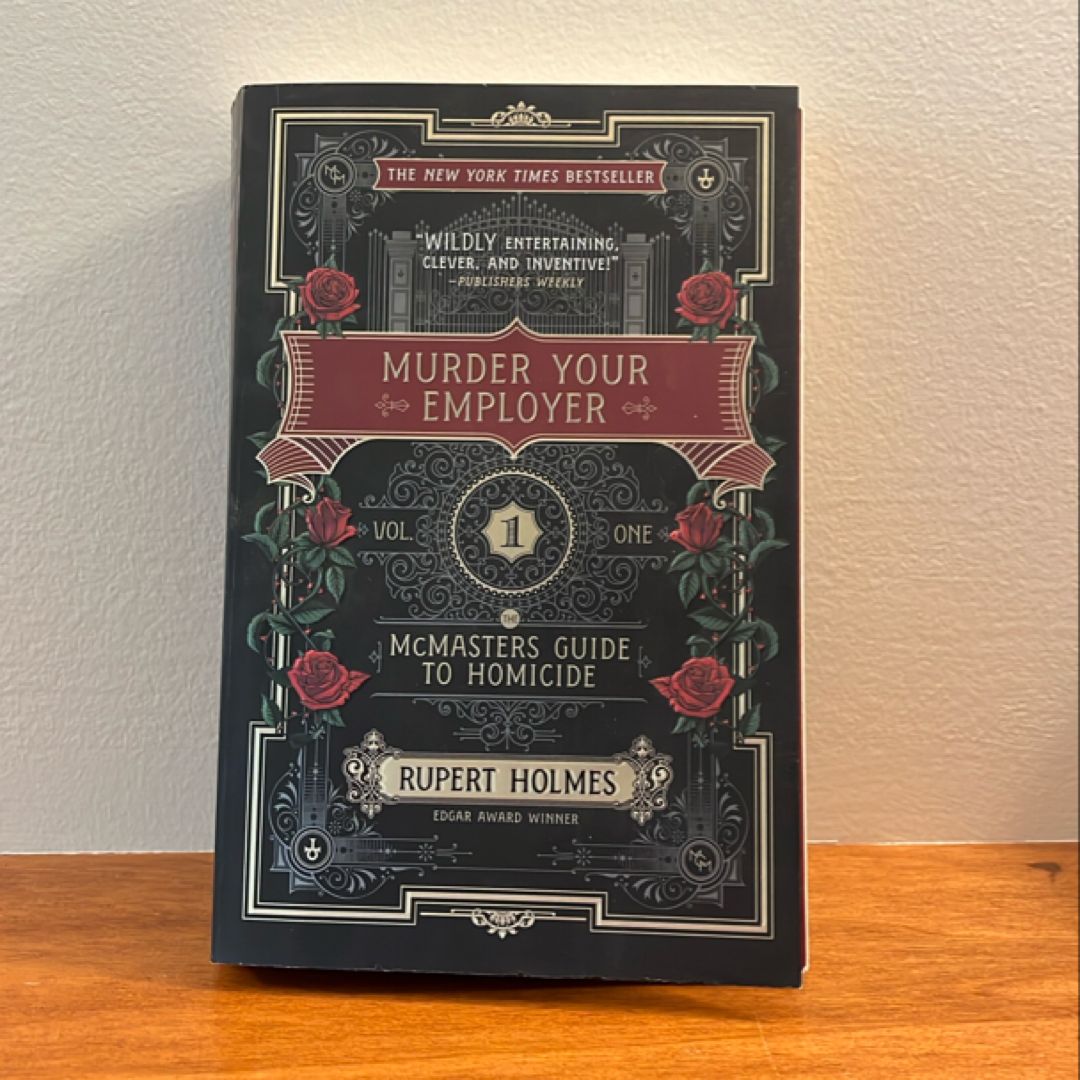 THE NEW YORK TIMES BESTSELLER
"WILDLY ENTERTAINING,
CLEVER, AND INVENTIVE!"
—PUBLISHERS WEEKLY
MURDER YOUR
EMPLOYER
VOL. 1 ONE
THE
MCMASTERS GUIDE
TO HOMICIDE
RUPERT HOLMES
EDGAR AWARD WINNER